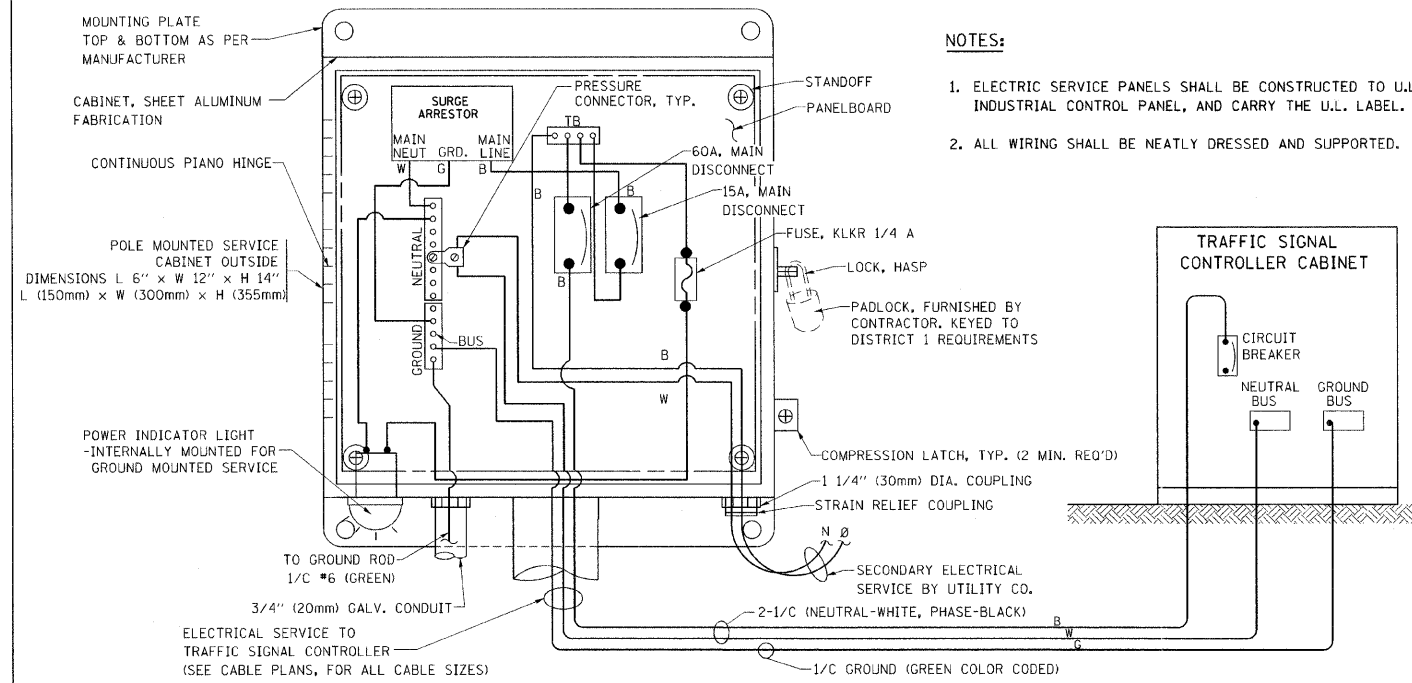 MOUNTING PLATE
TOP & BOTTOM AS PER
MANUFACTURER
CABINET, SHEET ALUMINUM
FABRICATION
CONTINUOUS PIANO HINGE
POLE MOUNTED SERVICE
CABINET OUTSIDE
DIMENSIONS L 6" x W 12" x H 14"
L (150mm) x W (300mm) x H (355mm)
POWER INDICATOR LIGHT
-INTERNALLY MOUNTED FOR
GROUND MOUNTED SERVICE
TO GROUND ROD
1/C #6 (GREEN)
3/4" (20mm) GALV. CONDUIT
ELECTRICAL SERVICE TO
TRAFFIC SIGNAL CONTROLLER
(SEE CABLE PLANS, FOR ALL CABLE SIZES)
SURGE
ARRESTOR
MAIN
NEUT
GRD.
MAIN
LINE
W
G
B
NEUTRAL
GROUND
BUS
PRESSURE
CONNECTOR, TYP.
TB
B
B
B
B
W
STANDOFF
PANELBOARD
60A, MAIN
DISCONNECT
15A, MAIN
DISCONNECT
FUSE, KLKR 1/4 A
LOCK, HASP
PADLOCK, FURNISHED BY
CONTRACTOR. KEYED TO
DISTRICT 1 REQUIREMENTS
COMPRESSION LATCH, TYP. (2 MIN. REQ'D)
1 1/4" (30mm) DIA. COUPLING
STRAIN RELIEF COUPLING
N Ø
SECONDARY ELECTRICAL
SERVICE BY UTILITY CO.
2-1/C (NEUTRAL-WHITE, PHASE-BLACK)
B
W
G
1/C GROUND (GREEN COLOR CODED)
NOTES:
1. ELECTRIC SERVICE PANELS SHALL BE CONSTRUCTED TO U.L
INDUSTRIAL CONTROL PANEL, AND CARRY THE U.L. LABEL.
2. ALL WIRING SHALL BE NEATLY DRESSED AND SUPPORTED.
TRAFFIC SIGNAL
CONTROLLER CABINET
CIRCUIT
BREAKER
NEUTRAL
BUS
GROUND
BUS